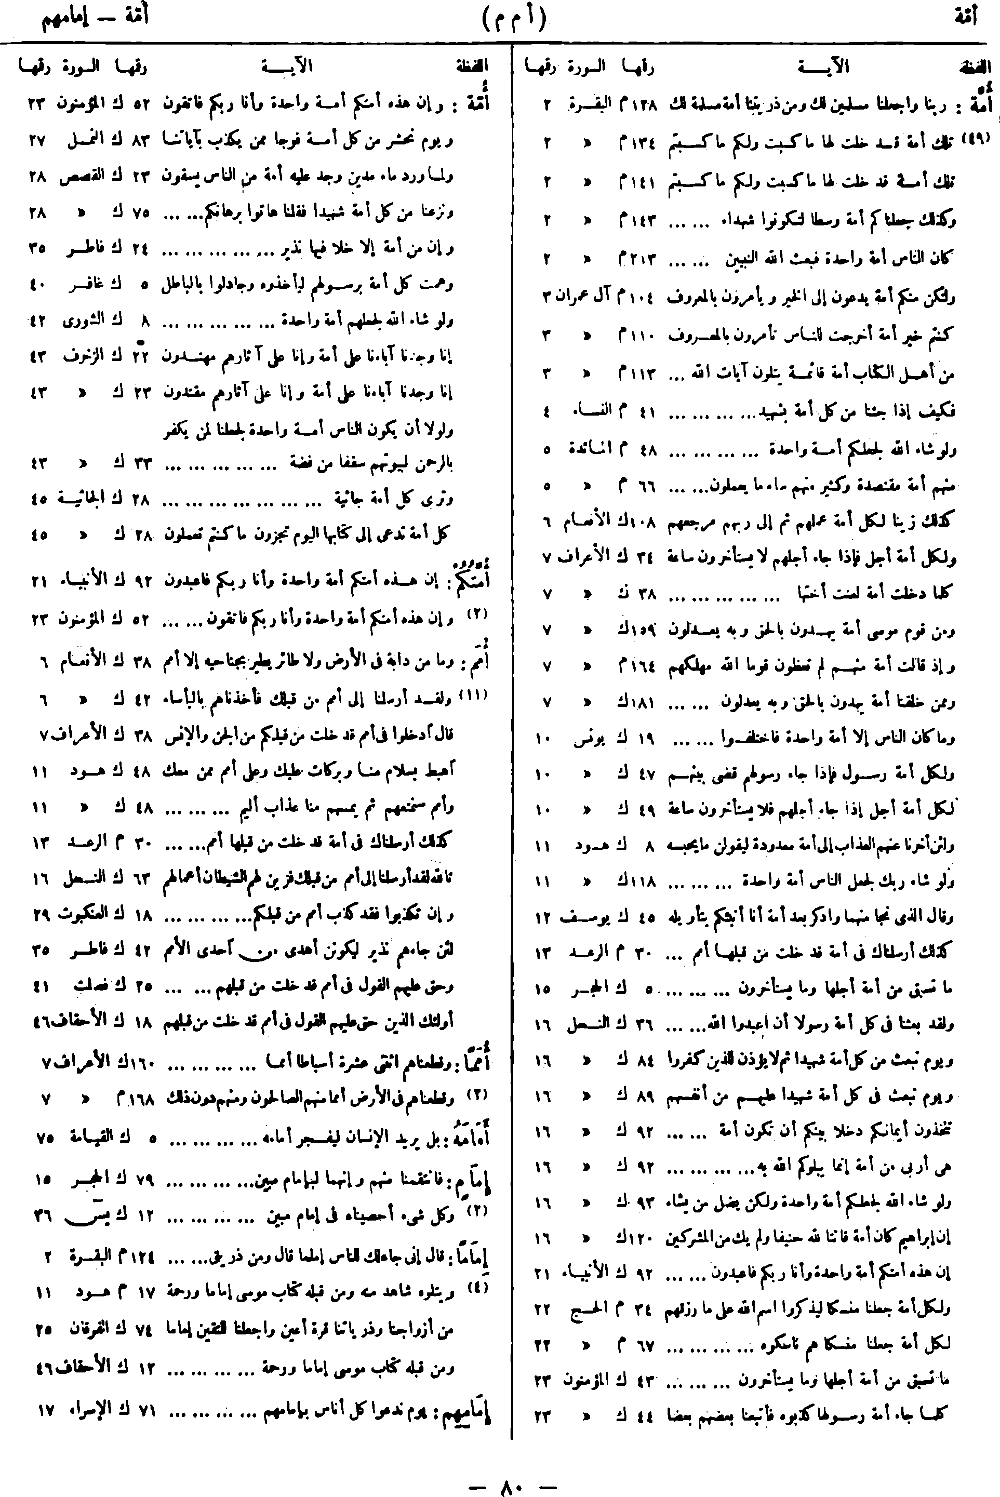 أمّة
( أ م م )
أمّة — إمامهم
اللفظة الآيــة رقمها السورة رقمها
أُمّة : ربنا واجعلنا مسلمين لك ومن ذريتنا أمة مسلمة لك ١٢٨ م البقرة ٢
(٤٩) تلك أمة قد خلت لها ما كسبت ولكم ما كسبتم ١٣٤ م « ٢
تلك أمة قد خلت لها ما كسبت ولكم ما كسبتم ١٤١ م « ٢
وكذلك جعلناكم أمة وسطا لتكونوا شهداء ... ... ١٤٣ م « ٢
كان الناس أمة واحدة فبعث الله النبيين ... ... ٢١٣ م « ٢
ولتكن منكم أمة يدعون إلى الخير ويأمرون بالمعروف ١٠٤ م آل عمران ٣
كنتم خير أمة أخرجت للناس تأمرون بالمعروف ١١٠ م « ٣
من أهل الكتاب أمة قائمة يتلون آيات الله ... ١١٣ م « ٣
فكيف إذا جئنا من كل أمة بشهيد ... ... ... ٤١ م النساء ٤
ولو شاء الله لجعلكم أمة واحدة ... ... ... ٤٨ م المائدة ٥
منهم أمة مقتصدة وكثير منهم ساء ما يعملون ... ... ٦٦ م « ٥
كذلك زينا لكل أمة عملهم ثم إلى ربهم مرجعهم ١٠٨ ك الأنعام ٦
ولكل أمة أجل فإذا جاء أجلهم لا يستأخرون ساعة ٣٤ ك الأعراف ٧
كلما دخلت أمة لعنت أختها ... ... ... ... ٣٨ ك « ٧
ومن قوم موسى أمة يهدون بالحق وبه يعدلون ١٥٩ ك « ٧
وإذ قالت أمة منهم لم تعظون قوما الله مهلكهم ١٦٤ م « ٧
وممن خلقنا أمة يهدون بالحق وبه يعدلون ... ... ١٨١ ك « ٧
وما كان الناس إلا أمة واحدة فاختلفوا ... ... ١٩ ك يونس ١٠
ولكل أمة رسول فإذا جاء رسولهم قضى بينهم ٤٧ ك « ١٠
لكل أمة أجل إذا جاء أجلهم فلا يستأخرون ساعة ٤٩ ك « ١٠
ولئن أخرنا عنهم العذاب إلى أمة معدودة ليقولن ما يحبسه ٨ ك هود ١١
ولو شاء ربك لجعل الناس أمة واحدة ... ... ... ١١٨ ك « ١١
وقال الذى نجا منهما وادكر بعد أمة أنا أنبئكم بتأويله ٤٥ ك يوسف ١٢
كذلك أرسلناك فى أمة قد خلت من قبلها أمم ... ٣٠ م الرعد ١٣
ما تسبق من أمة أجلها وما يستأخرون ... ... ... ٥ ك الحجر ١٥
ولقد بعثنا فى كل أمة رسولا أن اعبدوا الله ... ... ٣٦ ك النحل ١٦
ويوم نبعث من كل أمة شهيدا ثم لا يؤذن للذين كفروا ٨٤ ك « ١٦
ويوم نبعث فى كل أمة شهيدا عليهم من أنفسهم ٨٩ ك « ١٦
تتخذون أيمانكم دخلا بينكم أن تكون أمة ... ... ٩٢ ك « ١٦
هى أربى من أمة إنما يبلوكم الله به ... ... ... ٩٢ ك « ١٦
ولو شاء الله لجعلكم أمة واحدة ولكن يضل من يشاء ٩٣ ك « ١٦
إن إبراهيم كان أمة قانتا لله حنيفا ولم يك من المشركين ١٢٠ ك « ١٦
إن هذه أمتكم أمة واحدة وأنا ربكم فاعبدون ... ... ٩٢ ك الأنبياء ٢١
ولكل أمة جعلنا منسكا ليذكروا اسم الله على ما رزقهم ٣٤ م الحج ٢٢
لكل أمة جعلنا منسكا هم ناسكوه ... ... ... ٦٧ م « ٢٢
ما تسبق من أمة أجلها وما يستأخرون ... ... ... ٤٣ ك المؤمنون ٢٣
كلما جاء أمة رسولها كذبوه فأتبعنا بعضهم بعضا ٤٤ ك « ٢٣
اللفظة الآيــة رقمها السورة رقمها
أُمّة : وإن هذه أمتكم أمة واحدة وأنا ربكم فاتقون ٥٢ ك المؤمنون ٢٣
ويوم نحشر من كل أمة فوجا ممن يكذب بآياتنا ٨٣ ك النمل ٢٧
ولما ورد ماء مدين وجد عليه أمة من الناس يسقون ٢٣ ك القصص ٢٨
ونزعنا من كل أمة شهيدا فقلنا هاتوا برهانكم ... ... ٧٥ ك « ٢٨
وإن من أمة إلا خلا فيها نذير ... ... ... ... ٢٤ ك فاطر ٣٥
وهمت كل أمة برسولهم ليأخذوه وجادلوا بالباطل ٥ ك غافر ٤٠
ولو شاء الله لجعلهم أمة واحدة ... ... ... ... ٨ ك الشورى ٤٢
إنا وجدنا آباءنا على أمة وإنا على آثارهم مهتدون ٢٢ ك الزخرف ٤٣
إنا وجدنا آباءنا على أمة وإنا على آثارهم مقتدون ٢٣ ك « ٤٣
ولولا أن يكون الناس أمة واحدة لجعلنا لمن يكفر
بالرحمن لبيوتهم سقفا من فضة ... ... ... ... ٣٣ ك « ٤٣
وترى كل أمة جاثية ... ... ... ... ... ... ٢٨ ك الجاثية ٤٥
كل أمة تدعى إلى كتابها اليوم تجزون ما كنتم تعملون ٢٨ ك « ٤٥
أُمَّتُكُمْ : إن هذه أمتكم أمة واحدة وأنا ربكم فاعبدون ٩٢ ك الأنبياء ٢١
(٢) وإن هذه أمتكم أمة واحدة وأنا ربكم فاتقون ... ... ٥٢ ك المؤمنون ٢٣
أُمَم : وما من دابة فى الأرض ولا طائر يطير بجناحيه إلا أمم ٣٨ ك الأنعام ٦
(١١) ولقد أرسلنا إلى أمم من قبلك فأخذناهم بالبأساء ٤٢ ك « ٦
قال أدخلوا فى أمم قد خلت من قبلكم من الجن والإنس ٣٨ ك الأعراف ٧
أهبط بسلام منا وبركات عليك وعلى أمم ممن معك ٤٨ ك هود ١١
وأمم سنمتعهم ثم يمسهم منا عذاب أليم ... ... ... ٤٨ ك « ١١
كذلك أرسلناك فى أمة قد خلت من قبلها أمم ... ... ٣٠ م الرعد ١٣
تالله لقد أرسلنا إلى أمم من قبلك فزين لهم الشيطان أعمالهم ٦٣ ك النحل ١٦
وإن تكذبوا فقد كذب أمم من قبلكم ... ... ... ١٨ ك العنكبوت ٢٩
لئن جاءهم نذير ليكونن أهدى من أحدى الأمم ٤٢ ك فاطر ٣٥
وحق عليهم القول فى أمم قد خلت من قبلهم ... ... ٢٥ ك فصلت ٤١
أولئك الذين حق عليهم القول فى أمم قد خلت من قبلهم ١٨ ك الأحقاف ٤٦
أُمَمًا : وقطعناهم اثنتى عشرة أسباطا أمما ... ... ... ... ١٦٠ ك الأعراف ٧
(٢) وقطعناهم فى الأرض أمما منهم الصالحون ومنهم دون ذلك ١٦٨ م « ٧
أَمَامَهُ : بل يريد الإنسان ليفجر أمامه ... ... ... ... ٥ ك القيامة ٧٥
إمَامٍ : فانتقمنا منهم وإنهما لبإمام مبين ... ... ... ... ٧٩ ك الحجر ١٥
(٢) وكل شىء أحصيناه فى إمام مبين ... ... ... ... ١٢ ك يس ٣٦
إمَامًا : قال إنى جاعلك للناس إماما قال ومن ذريتى ... ... ١٢٤ م البقرة ٢
(٤) ويتلوه شاهد منه ومن قبله كتاب موسى إماما ورحمة ١٧ م هود ١١
من أزواجنا وذرياتنا قرة أعين واجعلنا للمتقين إماما ٧٤ ك الفرقان ٢٥
ومن قبله كتاب موسى إماما ورحمة ... ... ... ... ١٢ ك الأحقاف ٤٦
إمَامِهِم : يوم ندعوا كل أناس بإمامهم ... ... ... ... ٧١ ك الإسراء ١٧
— ٨٠ —